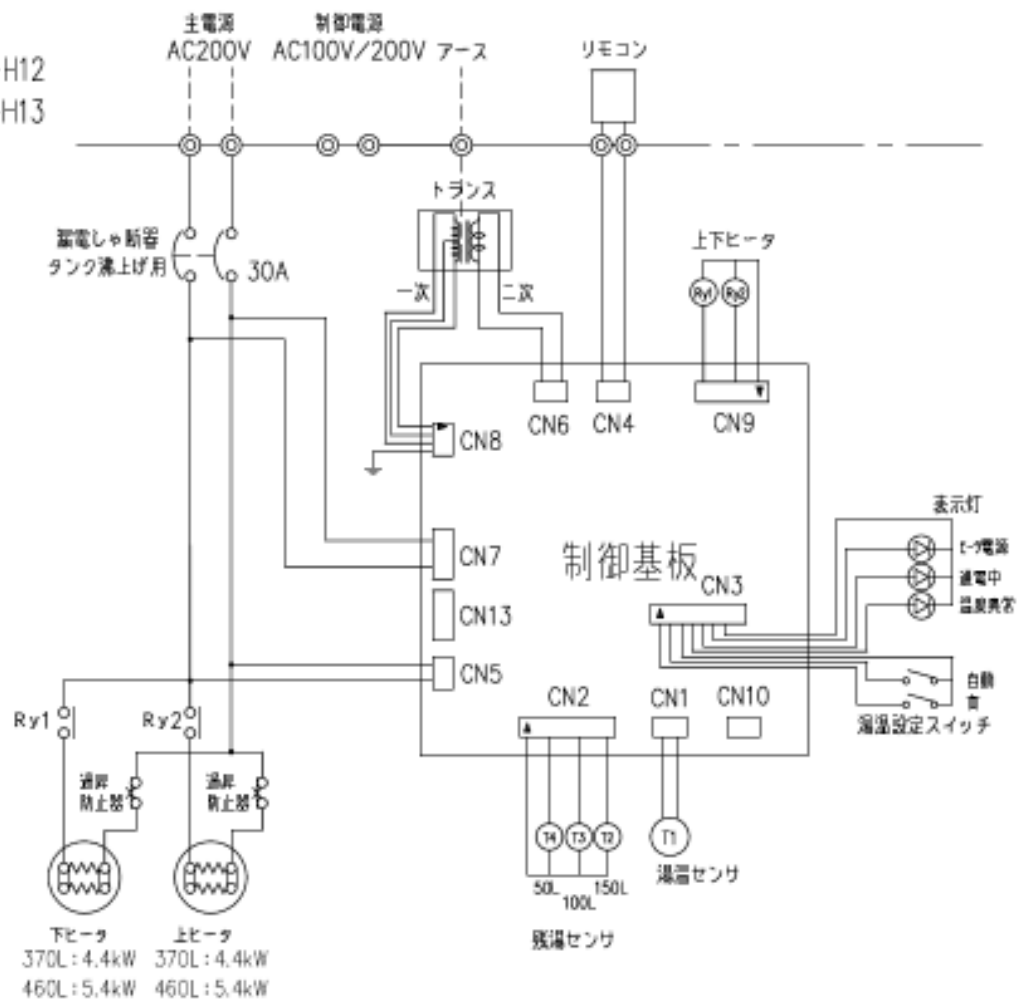 主電源
AC200V
制御電源
AC100V/200V
アース
リモコン
H12
H13
トランス
漏電しゃ断器
タンク沸上げ用
30A
一次
二次
上下ヒータ
Ry1
Ry2
CN6
CN4
CN9
CN8
CN7
CN13
CN5
制御基板
CN3
表示灯
ヒータ電源
通電中
温度異常
自動
高
湯温設定スイッチ
CN2
CN1
CN10
Ry1
Ry2
過昇
防止器
過昇
防止器
T4
T3
T2
T1
50L
100L
150L
湯温センサ
残湯センサ
下ヒータ
370L:4.4kW
460L:5.4kW
上ヒータ
370L:4.4kW
460L:5.4kW